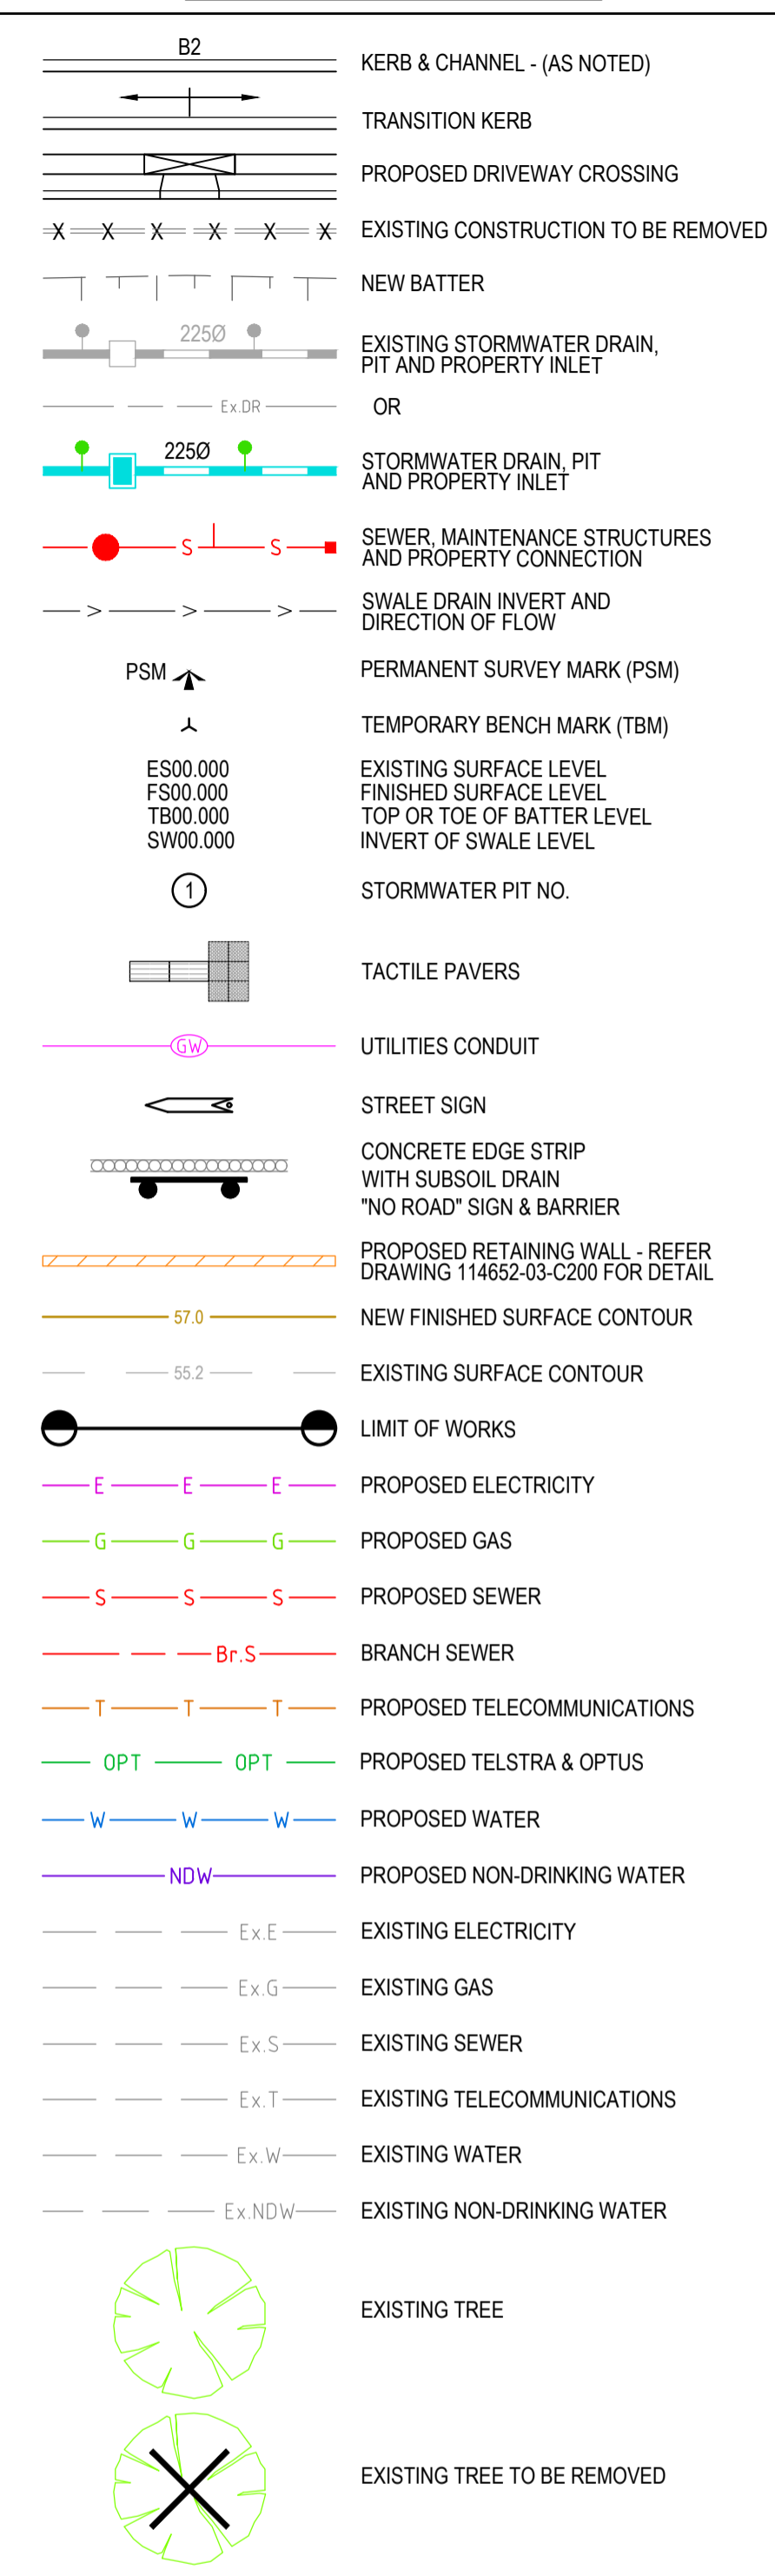 B2
KERB & CHANNEL - (AS NOTED)
TRANSITION KERB
PROPOSED DRIVEWAY CROSSING
X X X X X X EXISTING CONSTRUCTION TO BE REMOVED
NEW BATTER
225Ø
EXISTING STORMWATER DRAIN,
PIT AND PROPERTY INLET
Ex.DR OR
225Ø
STORMWATER DRAIN, PIT
AND PROPERTY INLET
S S
SEWER, MAINTENANCE STRUCTURES
AND PROPERTY CONNECTION
> > >
SWALE DRAIN INVERT AND
DIRECTION OF FLOW
PSM PERMANENT SURVEY MARK (PSM)
TEMPORARY BENCH MARK (TBM)
ES00.000 EXISTING SURFACE LEVEL
FS00.000 FINISHED SURFACE LEVEL
TB00.000 TOP OR TOE OF BATTER LEVEL
SW00.000 INVERT OF SWALE LEVEL
1 STORMWATER PIT NO.
TACTILE PAVERS
GW UTILITIES CONDUIT
STREET SIGN
CONCRETE EDGE STRIP
WITH SUBSOIL DRAIN
"NO ROAD" SIGN & BARRIER
PROPOSED RETAINING WALL - REFER
DRAWING 114652-03-C200 FOR DETAIL
57.0 NEW FINISHED SURFACE CONTOUR
55.2 EXISTING SURFACE CONTOUR
LIMIT OF WORKS
E E E PROPOSED ELECTRICITY
G G G PROPOSED GAS
S S S PROPOSED SEWER
Br.S BRANCH SEWER
T T T PROPOSED TELECOMMUNICATIONS
OPT OPT PROPOSED TELSTRA & OPTUS
W W W PROPOSED WATER
NDW PROPOSED NON-DRINKING WATER
Ex.E EXISTING ELECTRICITY
Ex.G EXISTING GAS
Ex.S EXISTING SEWER
Ex.T EXISTING TELECOMMUNICATIONS
Ex.W EXISTING WATER
Ex.NDW EXISTING NON-DRINKING WATER
EXISTING TREE
EXISTING TREE TO BE REMOVED